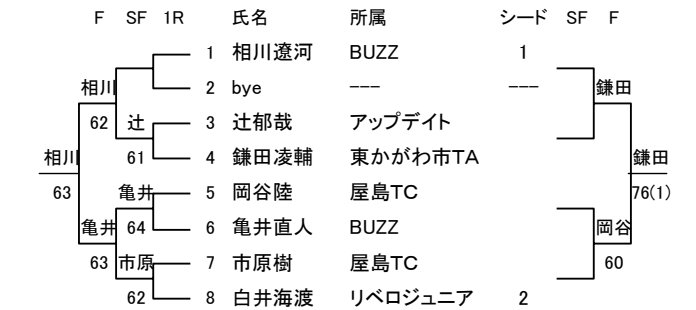 F SF 1R 氏名 所属 シード SF F
1 相川遼河 BUZZ 1
相川 2 bye --- --- 鎌田
62 辻 3 辻郁哉 アップデイト
相川 61 4 鎌田凌輔 東かがわ市TA 鎌田
63 亀井 5 岡谷陸 屋島TC 76(1)
亀井 64 6 亀井直人 BUZZ 岡谷
63 市原 7 市原樹 屋島TC 60
62 8 白井海渡 リベロジュニア 2